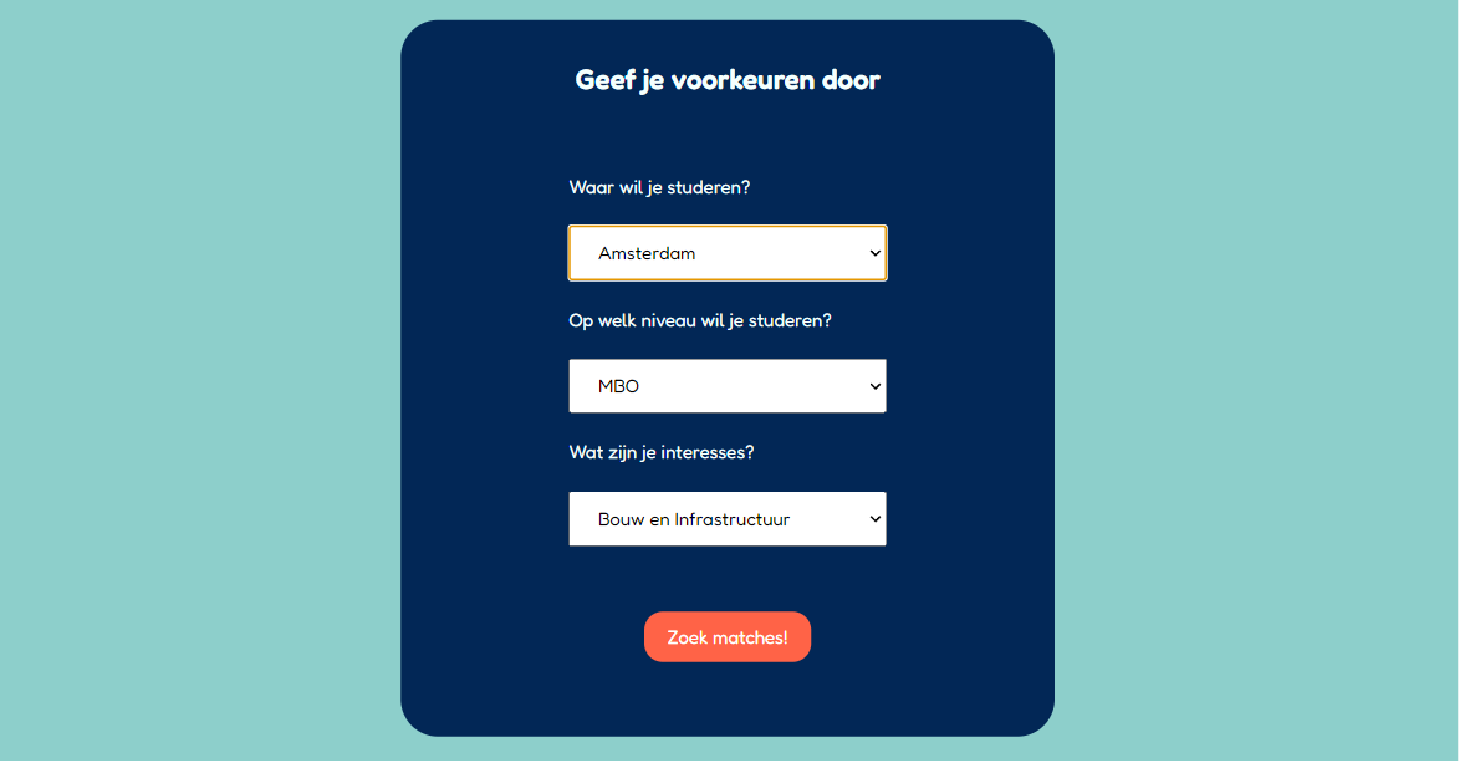 Geef je voorkeuren door
Waar wil je studeren?
Amsterdam
Op welk niveau wil je studeren?
MBO
Wat zijn je interesses?
Bouw en Infrastructuur
Zoek matches!